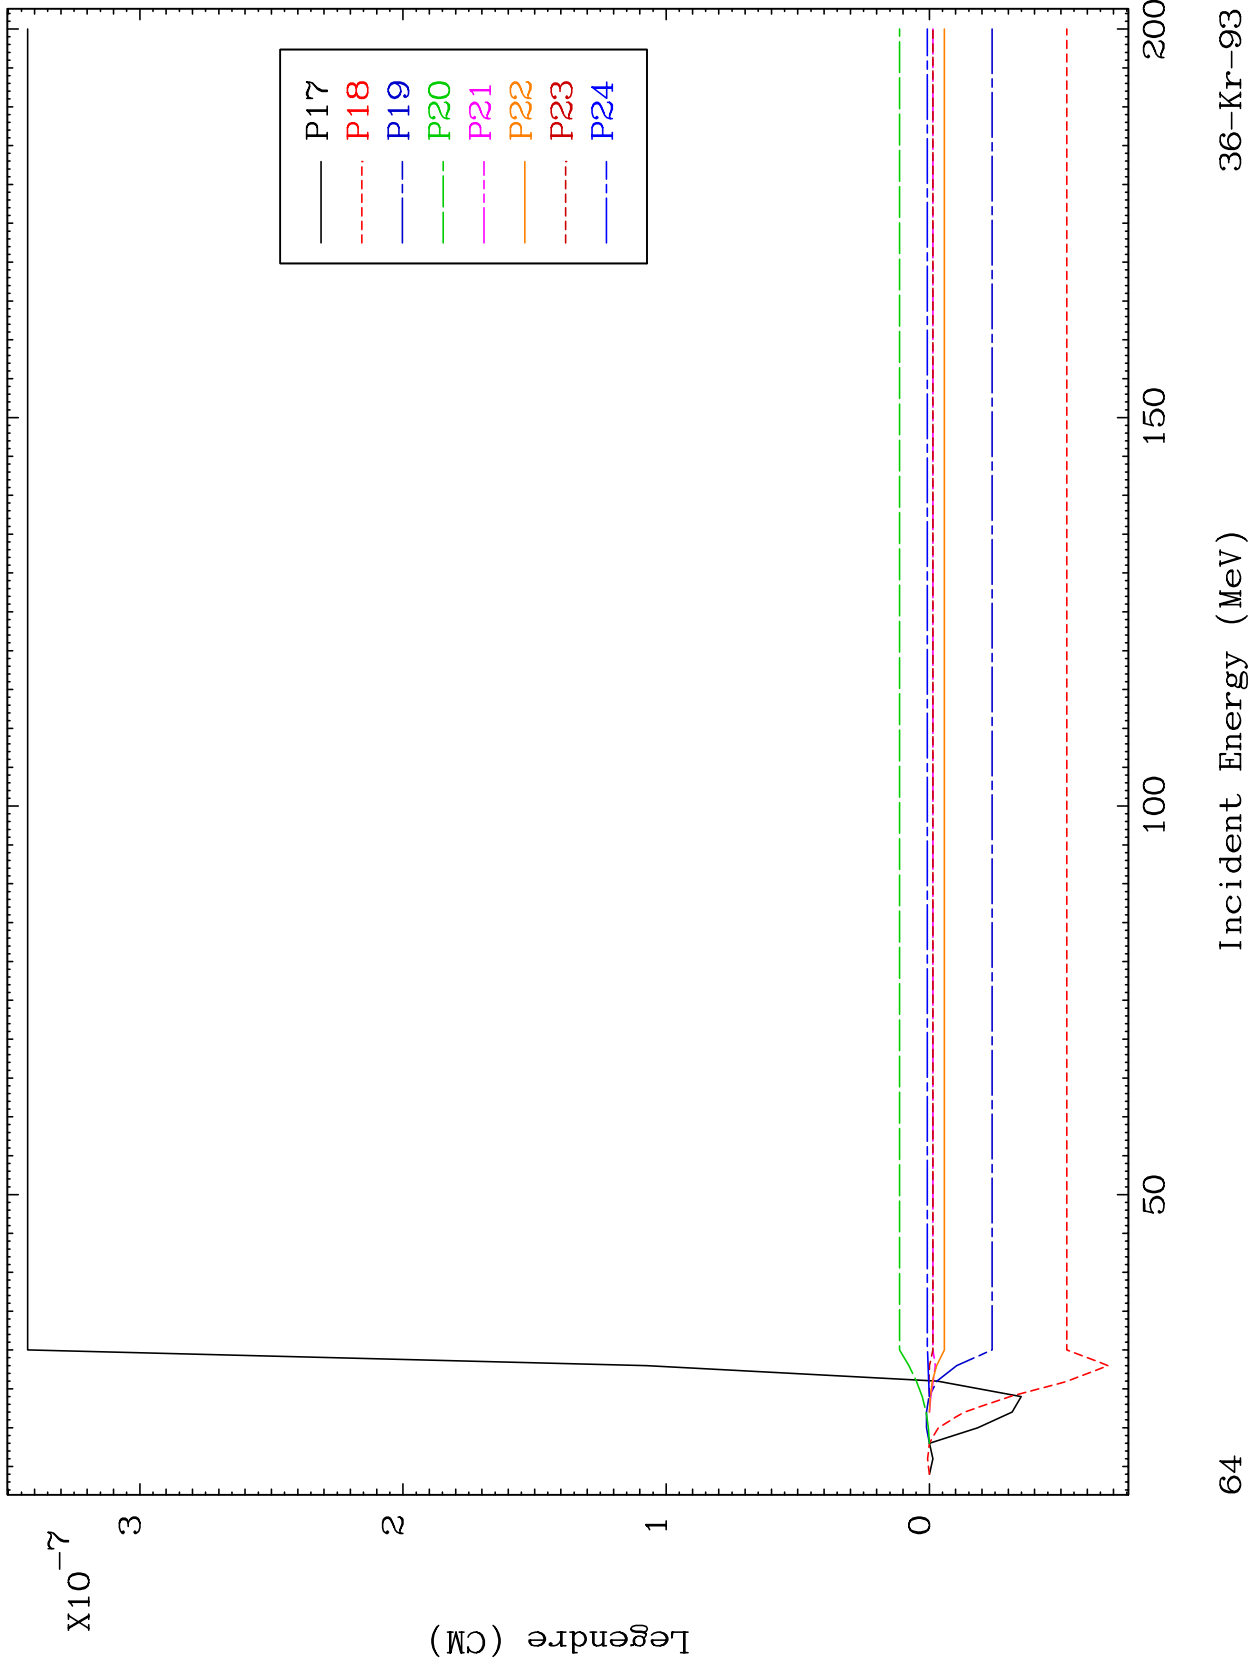 X10-7
3
2
1
0
Legendre (CM)
P17
P18
P19
P20
P21
P22
P23
P24
50
100
150
200
Incident Energy (MeV)
64
36-Kr-93